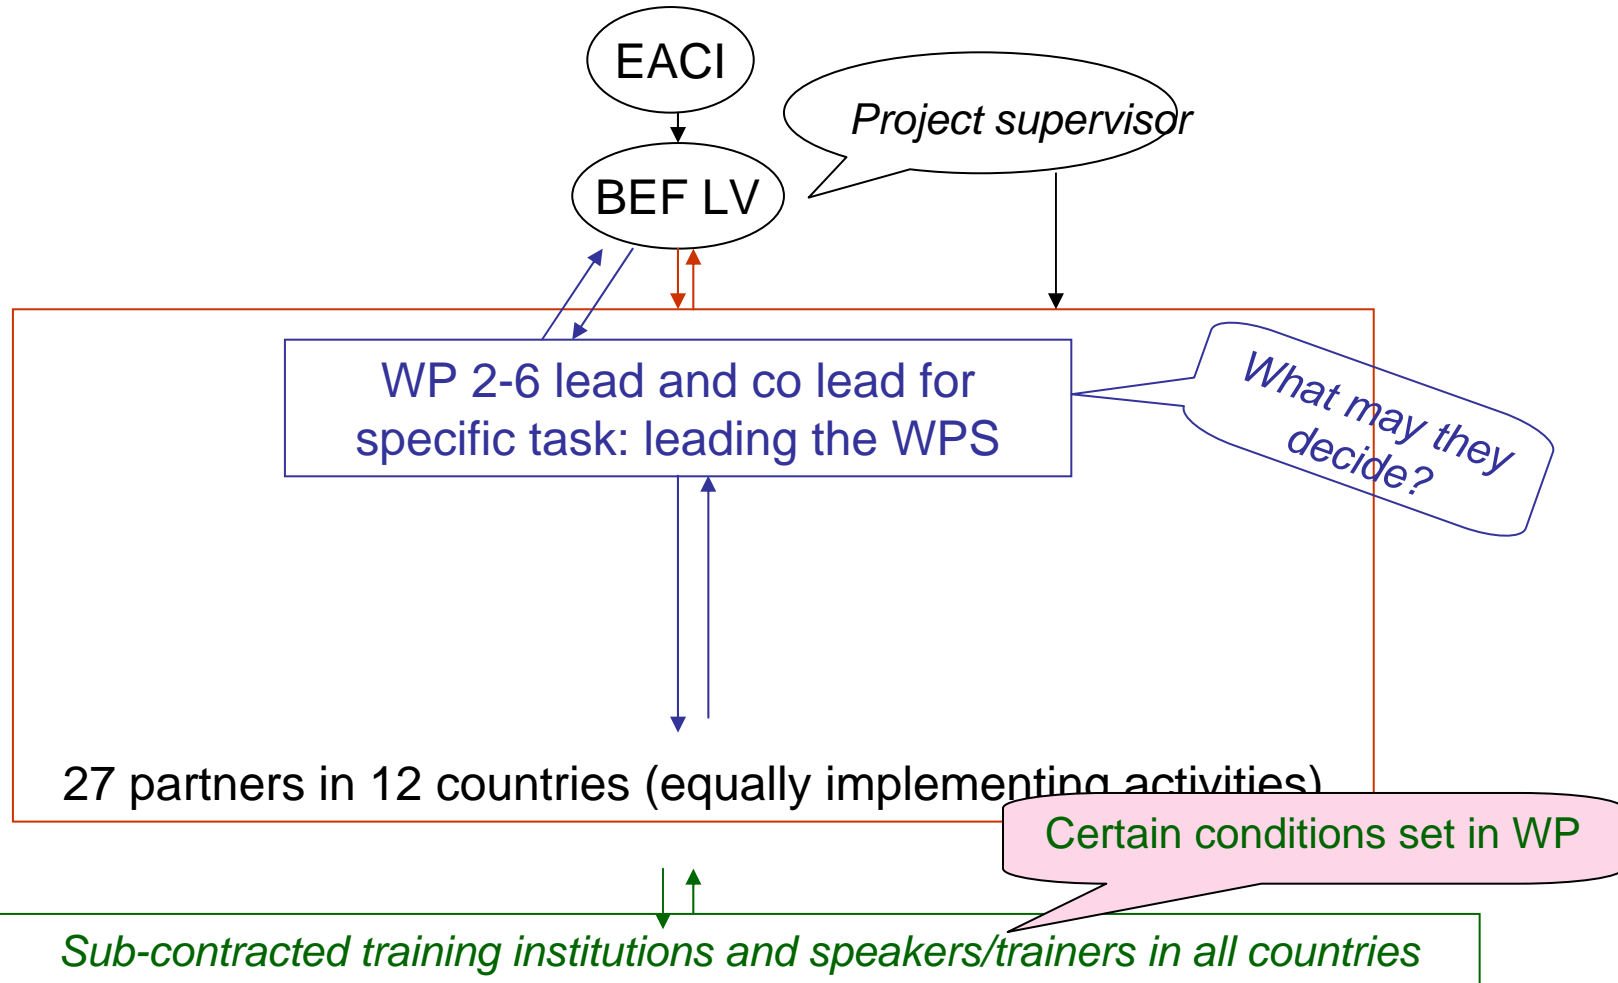 EACI
Project supervisor
BEF LV
WP 2-6 lead and co lead for
specific task: leading the WPS
What may they
decide?
27 partners in 12 countries (equally implementing activities)
Certain conditions set in WP
Sub-contracted training institutions and speakers/trainers in all countries